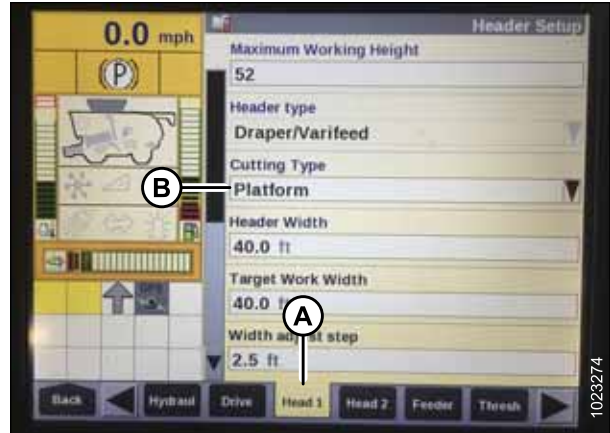 0.0 mph
Header Setup
(P)
Maximum Working Height
52
Header type
Draper/Varifeed
Cutting Type
B
Platform
Header Width
40.0 ft
Target Work Width
40.0 ft
A
Width adjust step
2.5 ft
Back
Hydraul
Drive
Head 1
Head 2
Feeder
Thresh
1023274